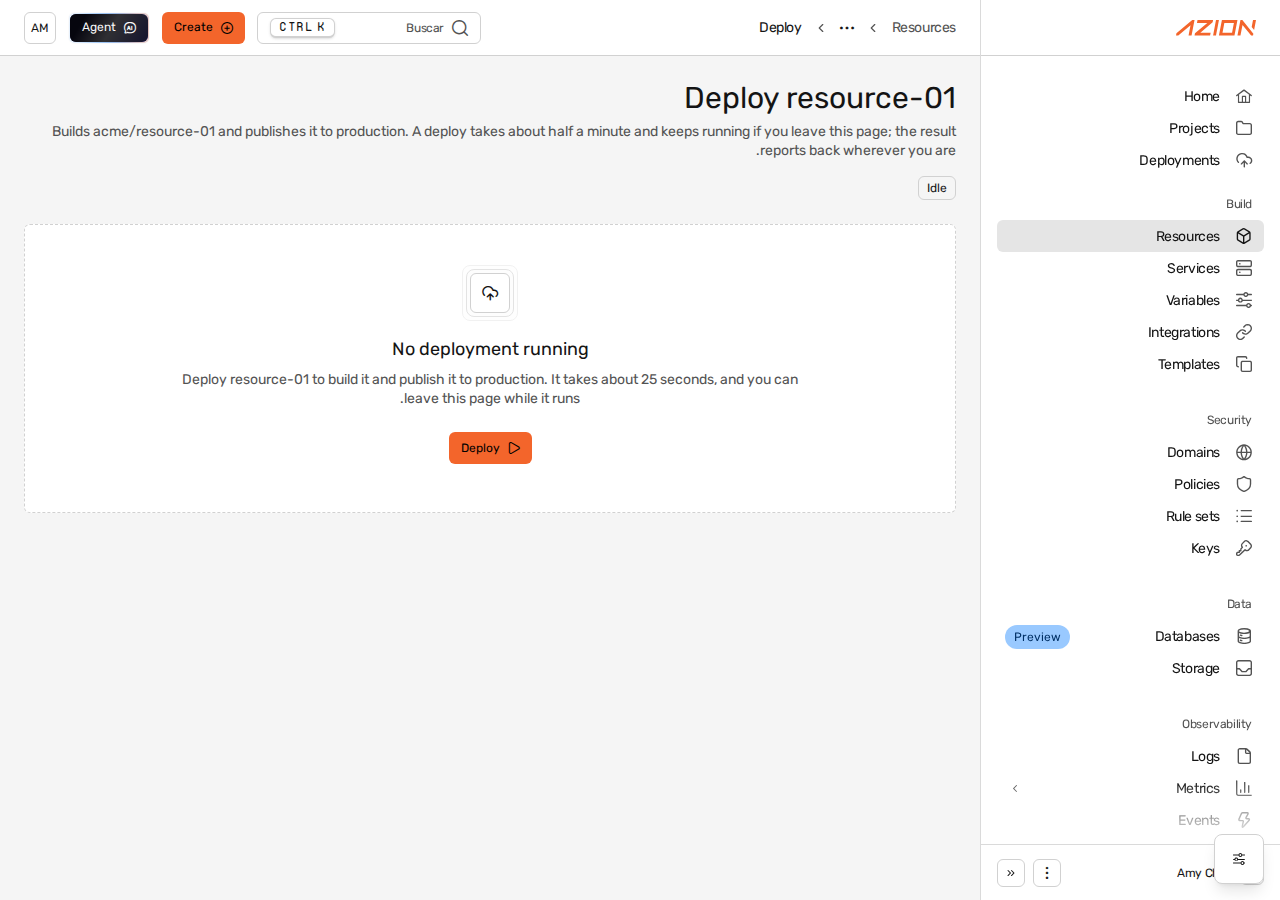 AZION
Resources
Deploy
Buscar
CTRL K
Create
Agent
AM
Home
Projects
Deployments
Build
Resources
Services
Variables
Integrations
Templates
Security
Domains
Policies
Rule sets
Keys
Data
Databases
Preview
Storage
Observability
Logs
Metrics
Events
Amy
Deploy resource-01
Builds acme/resource-01 and publishes it to production. A deploy takes about half a minute and keeps running if you leave this page; the result
.reports back wherever you are
Idle
No deployment running
Deploy resource-01 to build it and publish it to production. It takes about 25 seconds, and you can
.leave this page while it runs
Deploy